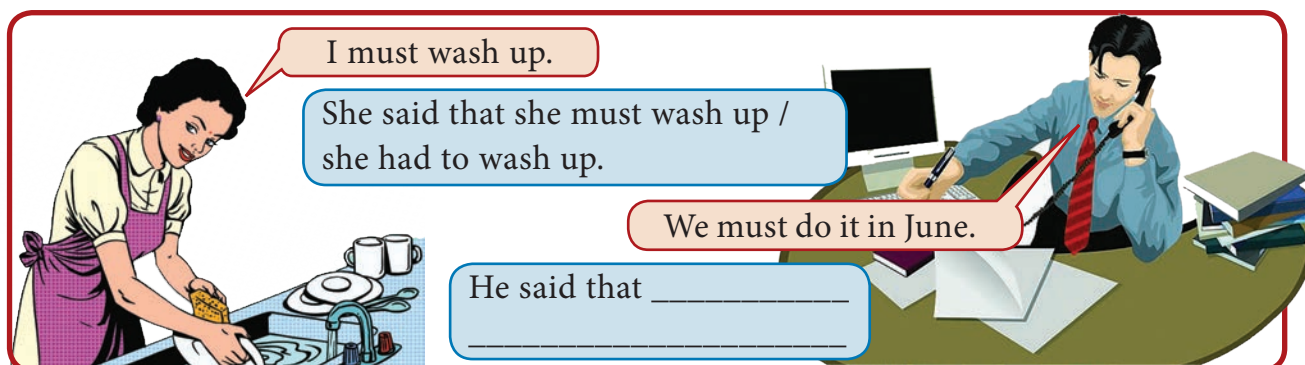 I must wash up.
She said that she must wash up /
she had to wash up.
We must do it in June.
He said that ___________
_____________________